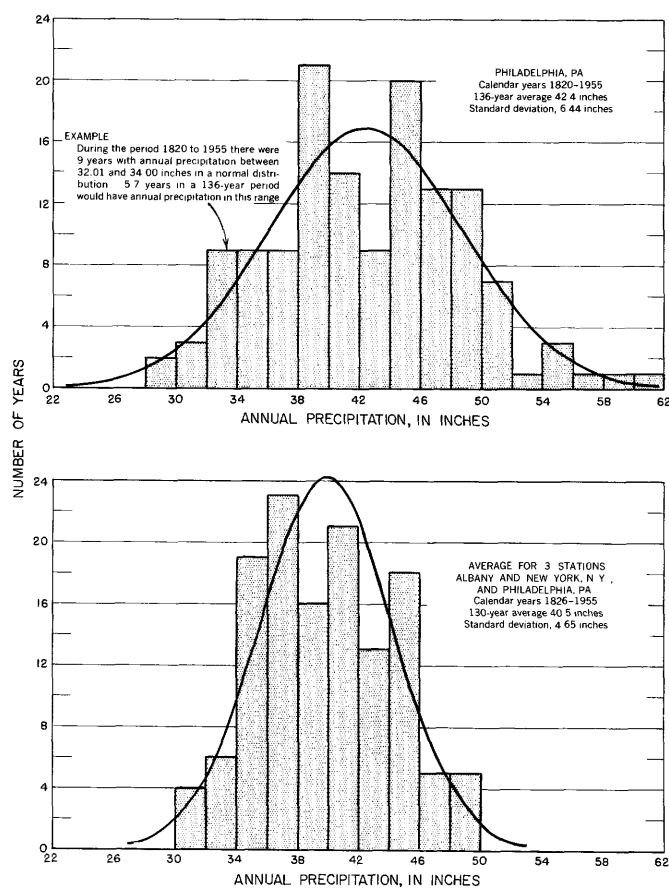 24
20
16
12
8
4
0
PHILADELPHIA, PA
Calendar years 1820-1955
136-year average 42 4 inches
Standard deviation, 6 44 inches
EXAMPLE
During the period 1820 to 1955 there were
9 years with annual precipitation between
32.01 and 34 00 inches in a normal distri-
bution 5 7 years in a 136-year period
would have annual precipitation in this range
22 26 30 34 38 42 46 50 54 58 62
ANNUAL PRECIPITATION, IN INCHES
NUMBER OF YEARS
24
20
16
12
8
4
0
AVERAGE FOR 3 STATIONS
ALBANY AND NEW YORK, N Y ,
AND PHILADELPHIA, PA
Calendar years 1826-1955
130-year average 40 5 inches
Standard deviation, 4 65 inches
22 26 30 34 38 42 46 50 54 58 62
ANNUAL PRECIPITATION, IN INCHES